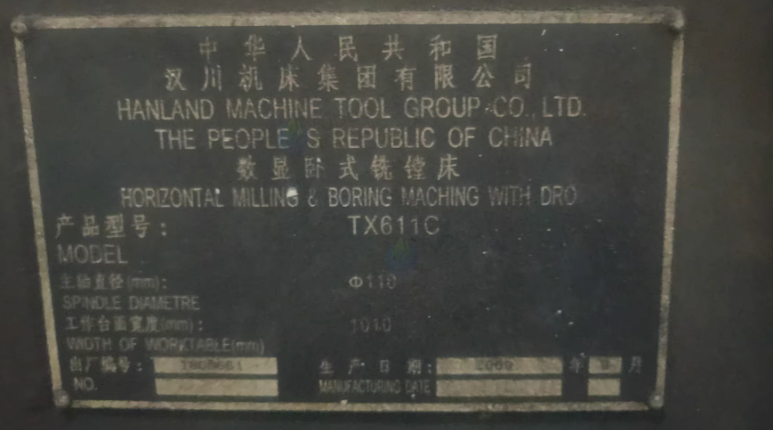 中华人民共和国
汉川机床集团有限公司
HANLAND MACHINE TOOL GROUP CO., LTD.
THE PEOPLE'S REPUBLIC OF CHINA
数显卧式铣镗床
HORIZONTAL MILLING & BORING MACHING WITH DRO
产品型号: TX611C
MODEL
主轴直径(mm): Φ110
SPINDLE DIAMETRE
工作台面宽度(mm): 1010
WIDTH OF WORKTABLE(mm)
出厂编号: 生产日期: 2009 年 月
NO. MANUFACTURING DATE